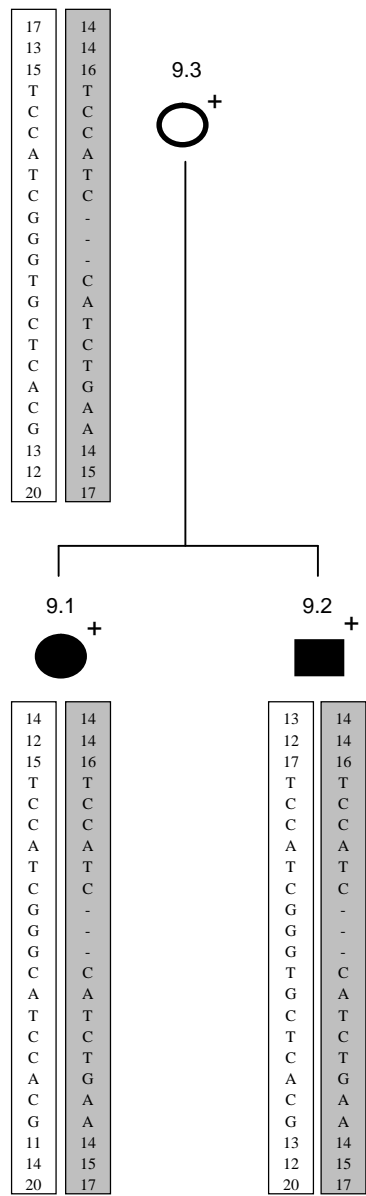 17 14
13 14
15 16
9.3
T T
+
C C
C C
A A
T T
C C
G -
G -
G -
T C
G A
C T
T C
C T
A G
C A
G A
13 14
12 15
20 17
9.1 9.2
+ +
14 14 13 14
12 14 12 14
15 16 17 16
T T T T
C C C C
C C C C
A A A A
T T T T
C C C C
G - G -
G - G -
G - G -
C C T C
A A G A
T T C T
C C T C
C T C T
A G A G
C A C A
G A G A
11 14 13 14
14 15 12 15
20 17 20 17